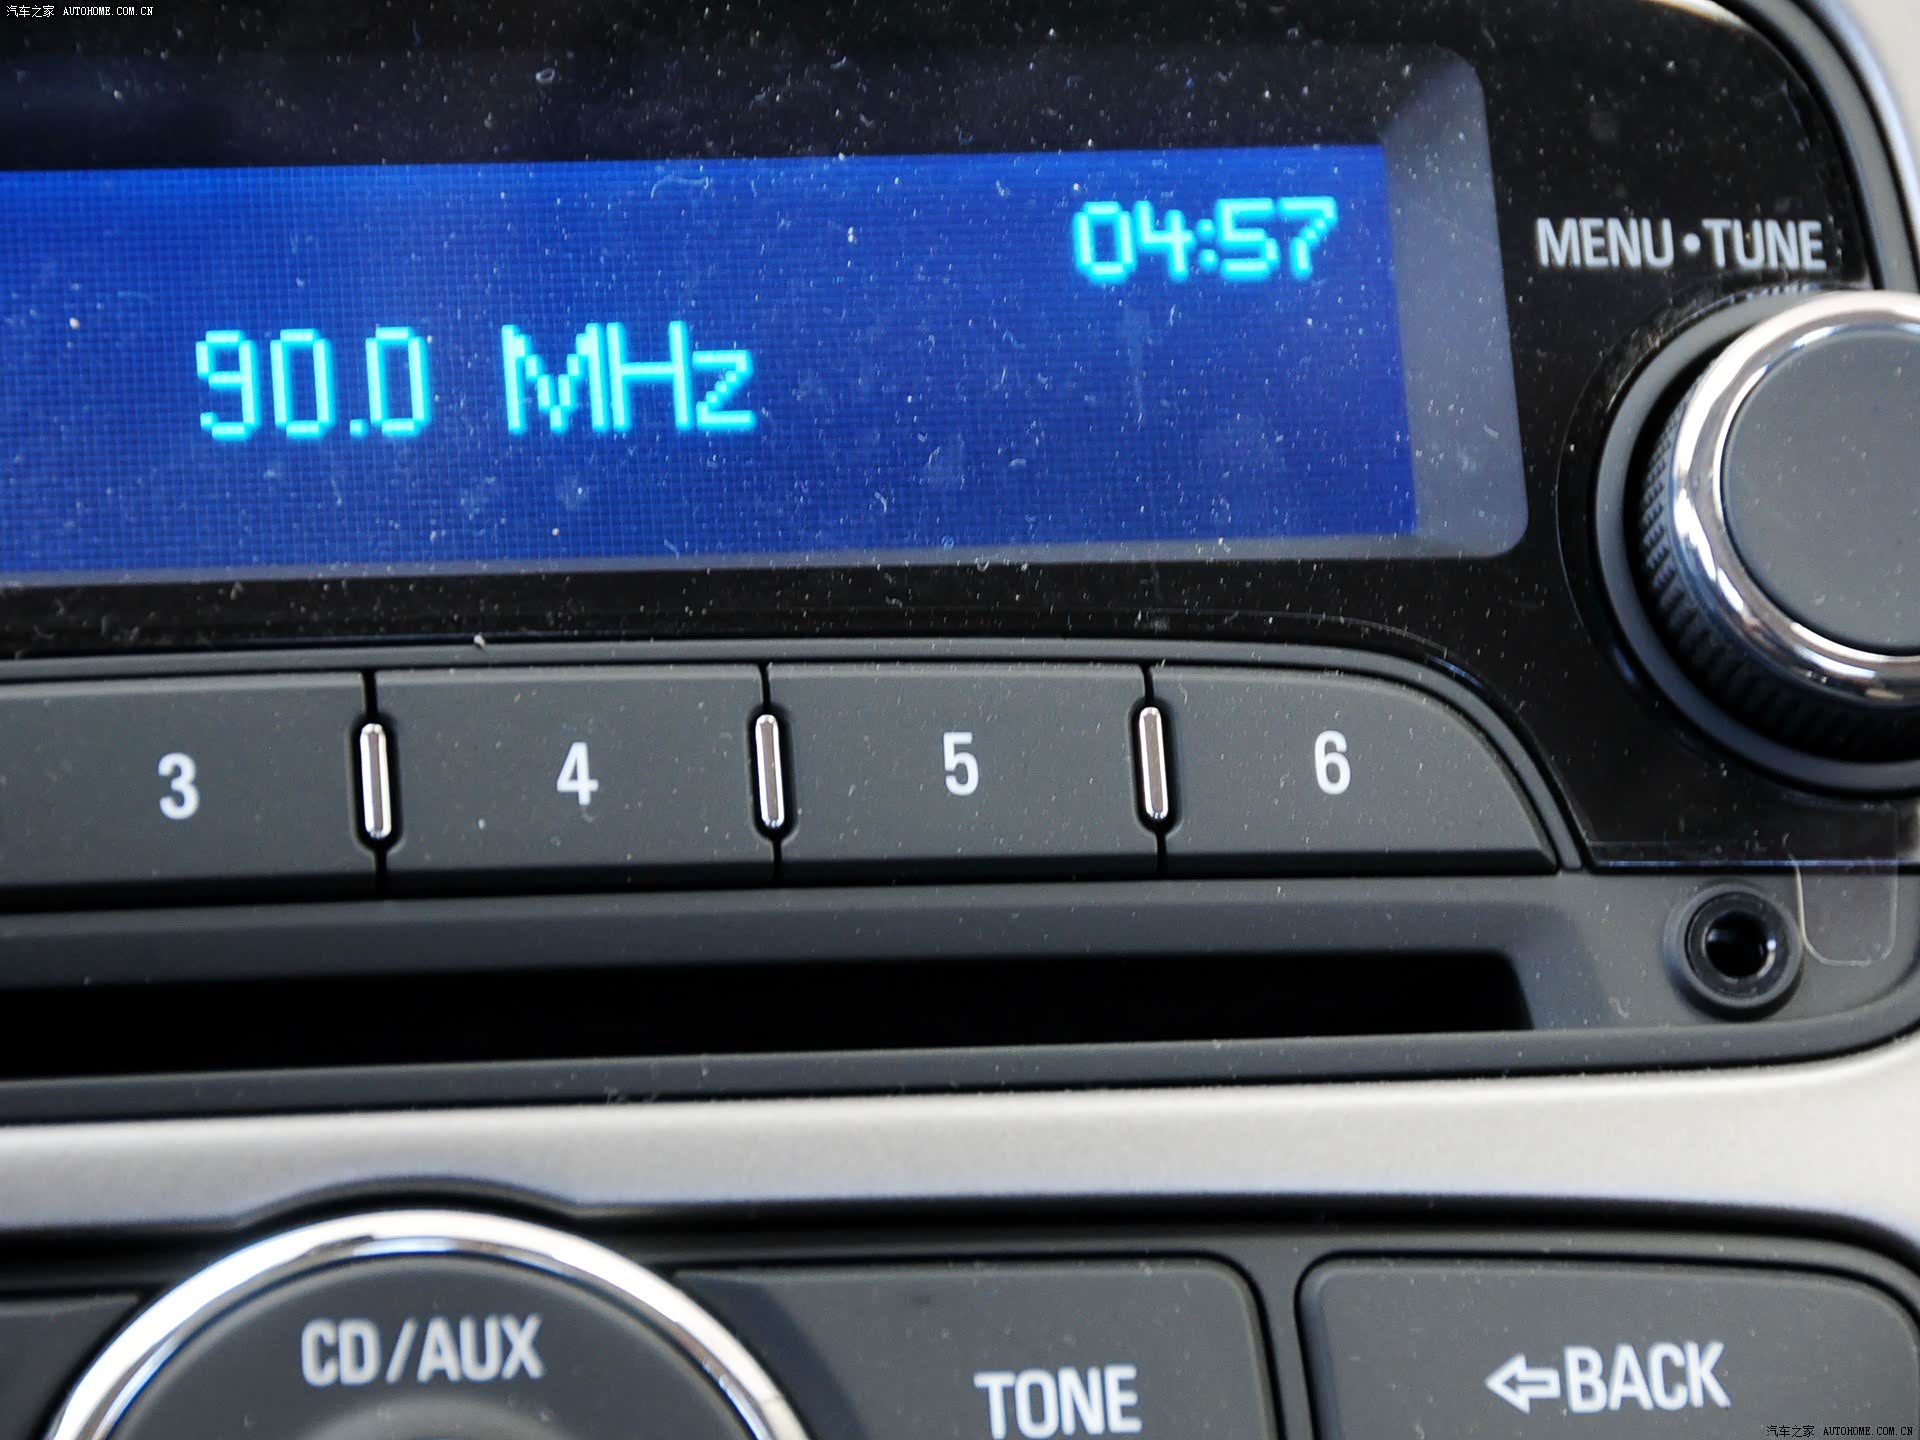 汽车之家 AUTOHOME.COM.CN
04:57
MENU•TUNE
90.0 MHz
3 4 5 6
CD/AUX
TONE
⇦BACK
汽车之家 AUTOHOME.COM.CN